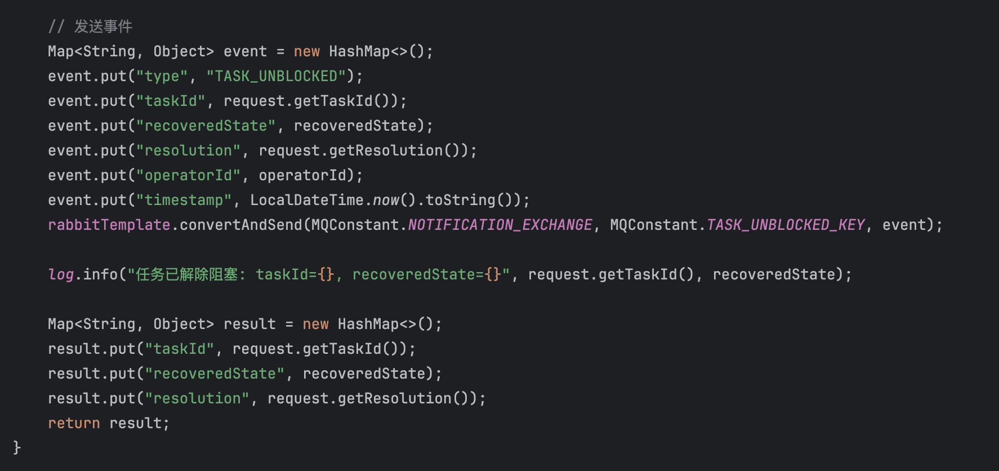 // 发送事件
Map<String, Object> event = new HashMap<>();
event.put("type", "TASK_UNBLOCKED");
event.put("taskId", request.getTaskId());
event.put("recoveredState", recoveredState);
event.put("resolution", request.getResolution());
event.put("operatorId", operatorId);
event.put("timestamp", LocalDateTime.now().toString());
rabbitTemplate.convertAndSend(MQConstant.NOTIFICATION_EXCHANGE, MQConstant.TASK_UNBLOCKED_KEY, event);
log.info("任务已解除阻塞: taskId={}, recoveredState={}", request.getTaskId(), recoveredState);
Map<String, Object> result = new HashMap<>();
result.put("taskId", request.getTaskId());
result.put("recoveredState", recoveredState);
result.put("resolution", request.getResolution());
return result;
}